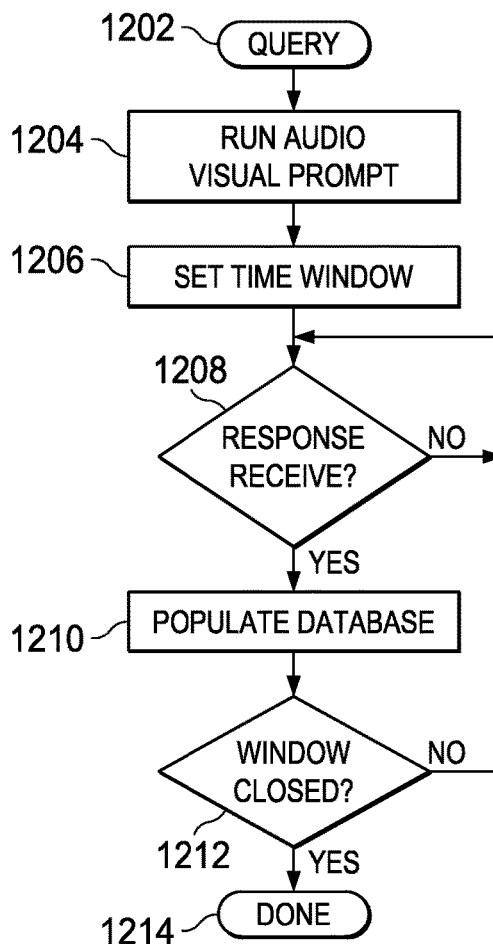 1202
QUERY
1204
RUN AUDIO
VISUAL PROMPT
1206
SET TIME WINDOW
1208
RESPONSE
RECEIVE?
NO
YES
1210
POPULATE DATABASE
WINDOW
CLOSED?
NO
1212
YES
1214
DONE